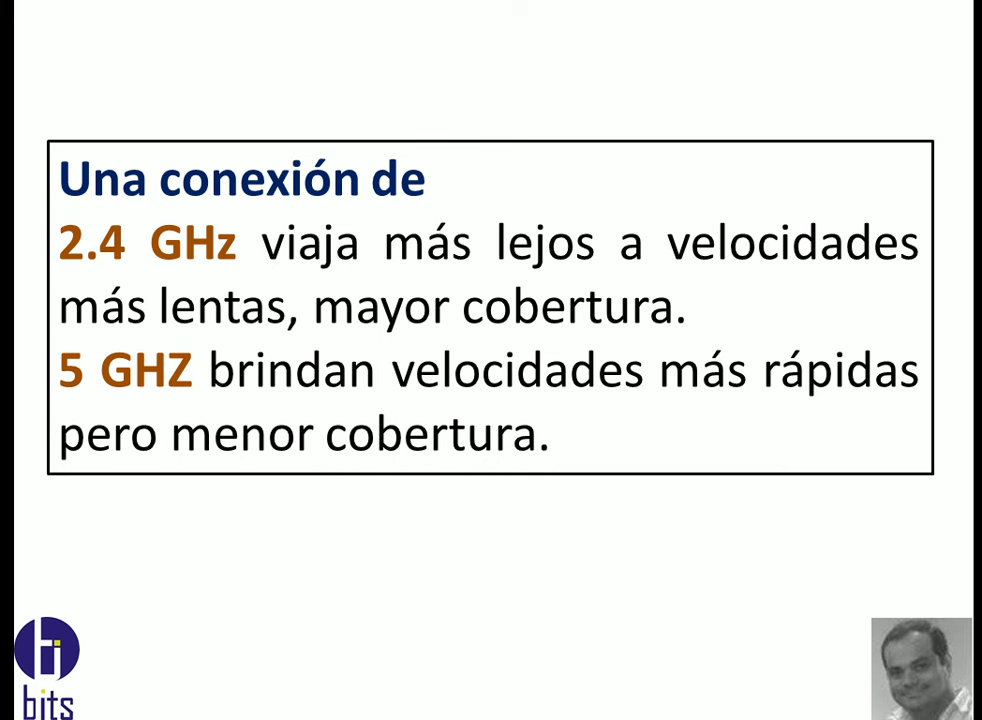 Una conexión de
2.4 GHz viaja más lejos a velocidades
más lentas, mayor cobertura.
5 GHZ brindan velocidades más rápidas
pero menor cobertura.
bits